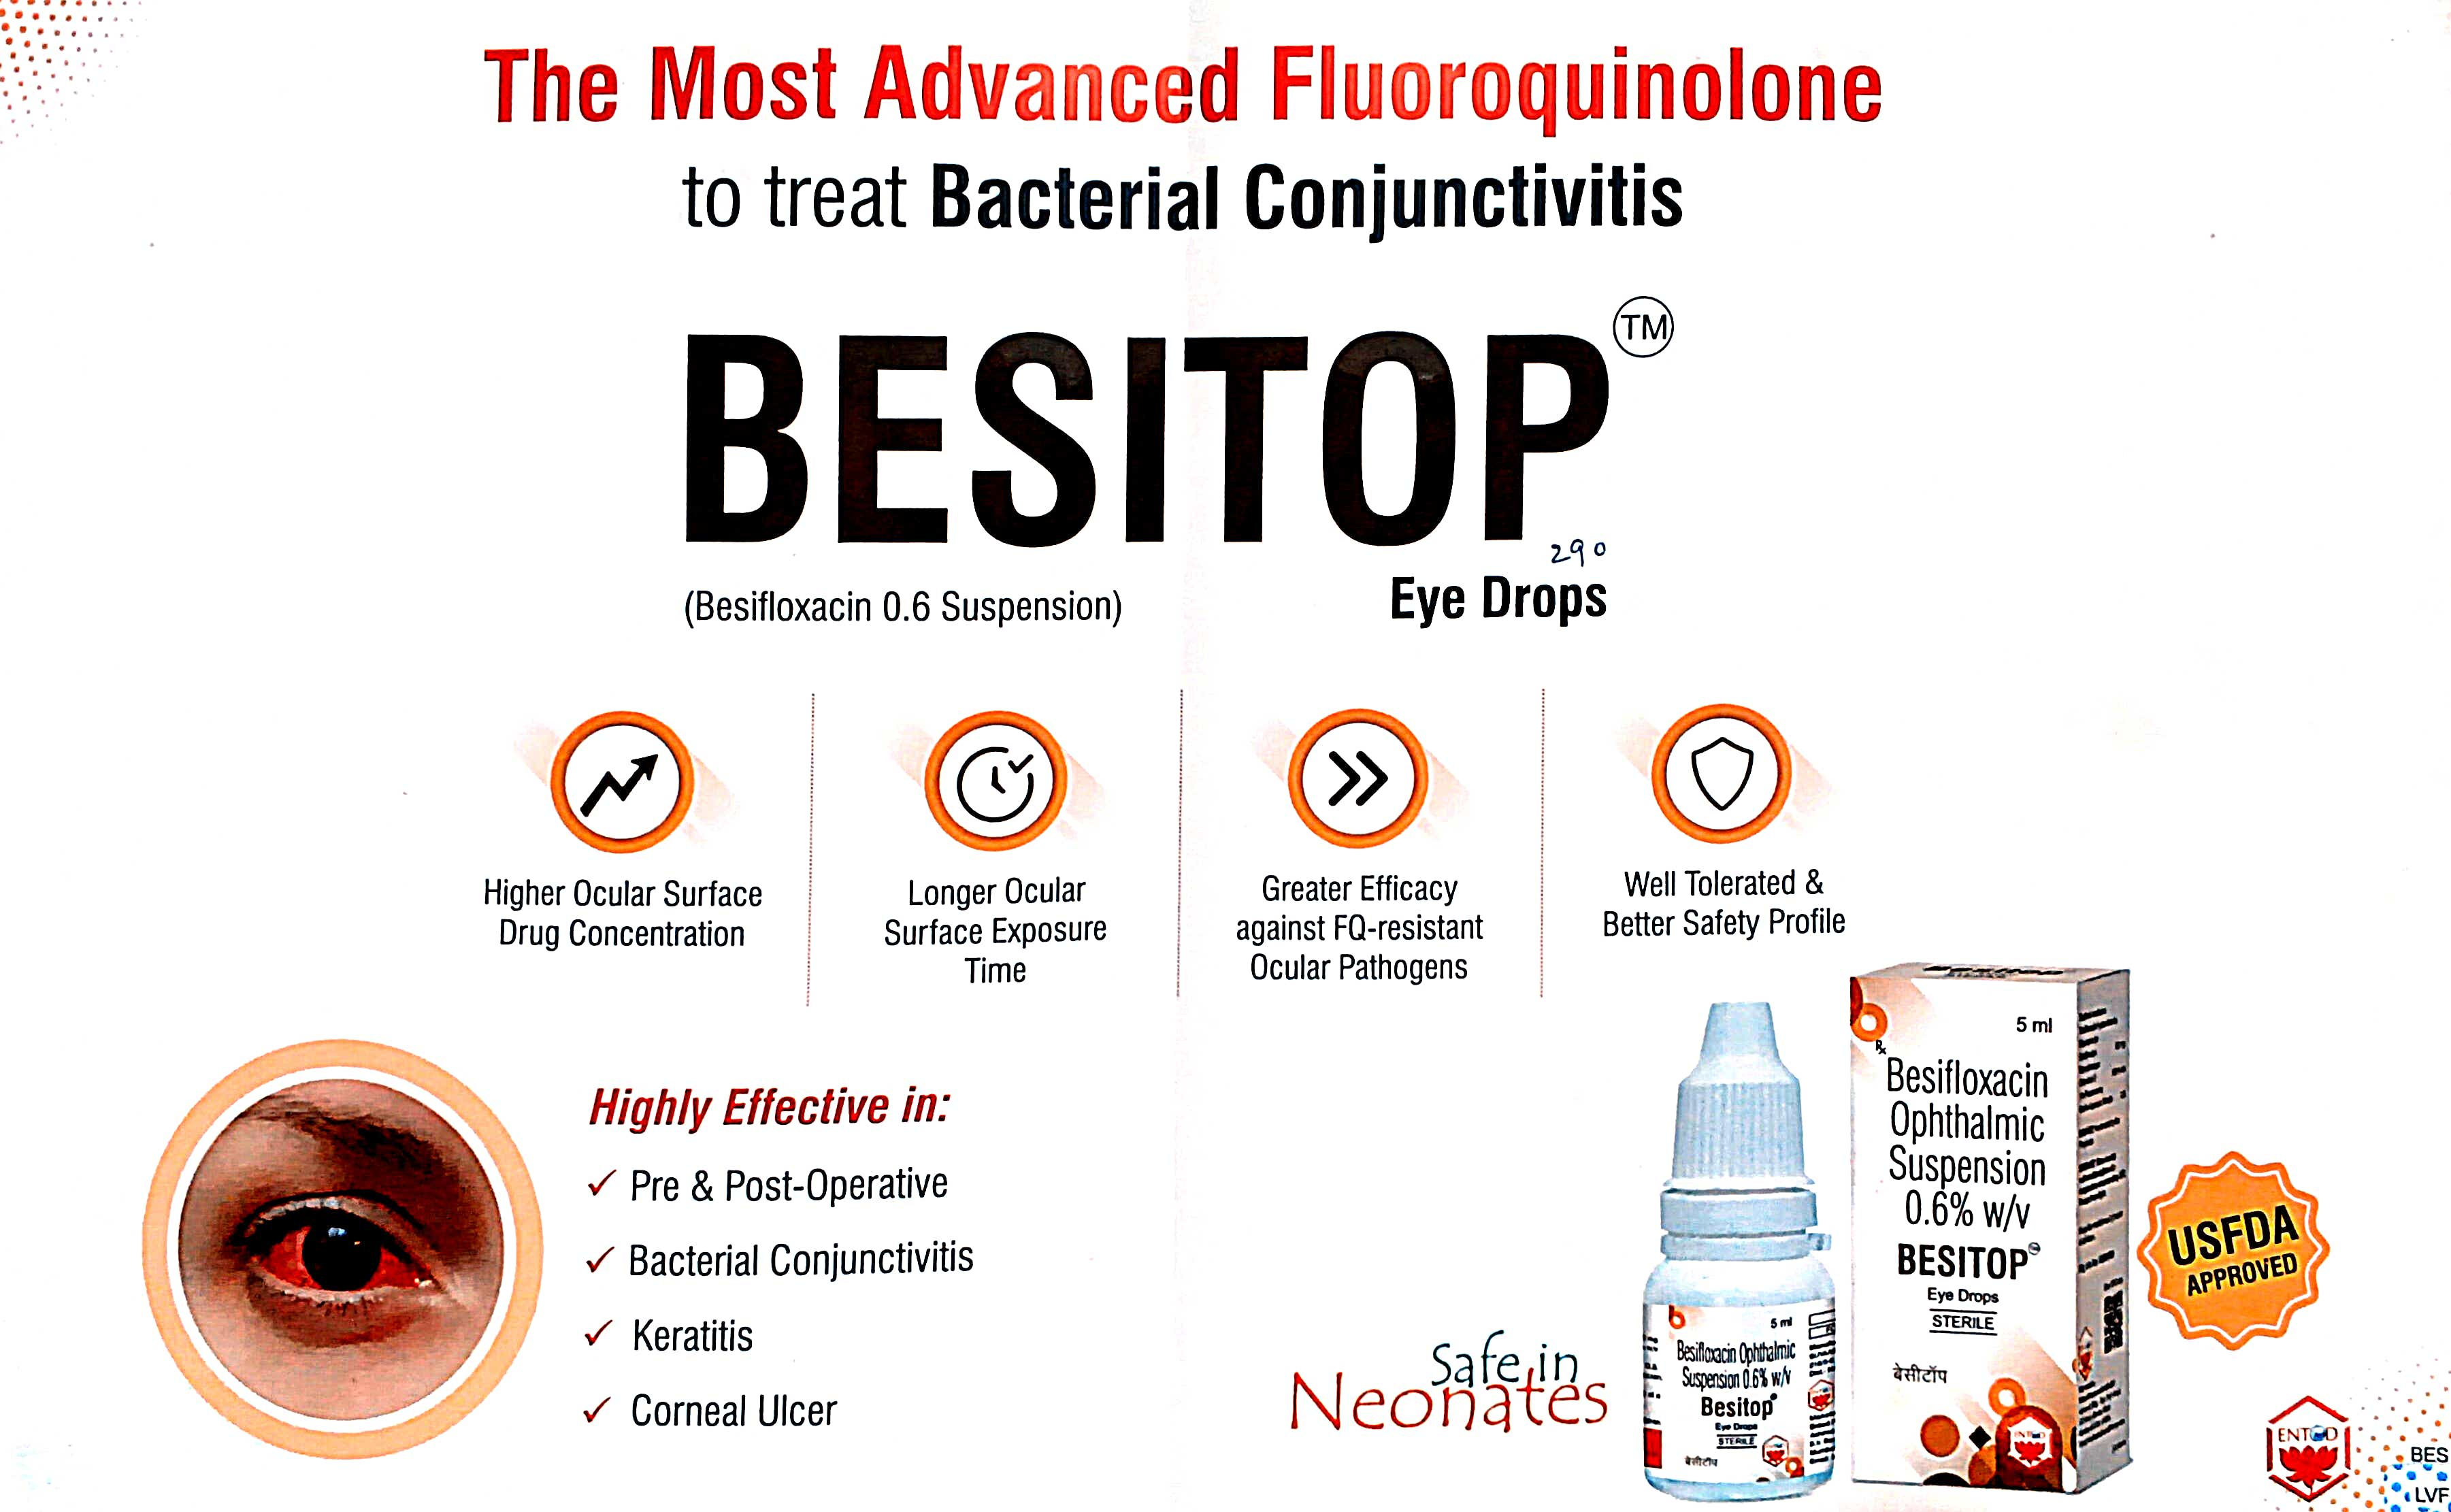 The Most Advanced Fluoroquinolone
to treat Bacterial Conjunctivitis
BESITOP TM
290
(Besifloxacin 0.6 Suspension)
Eye Drops
Higher Ocular Surface
Drug Concentration
Longer Ocular
Surface Exposure
Time
Greater Efficacy
against FQ-resistant
Ocular Pathogens
Well Tolerated &
Better Safety Profile
Highly Effective in:
✓ Pre & Post-Operative
✓ Bacterial Conjunctivitis
✓ Keratitis
✓ Corneal Ulcer
Safe in
Neonates
5 ml
Besifloxacin Ophthalmic
Suspension 0.6% w/v
Besitop
Eye Drops
STERILE
बेसीटॉप
5 ml
Rx
Besifloxacin
Ophthalmic
Suspension
0.6% w/v
BESITOP
Eye Drops
STERILE
बेसीटॉप
USFDA
APPROVED
ENTOD
BES
LVF